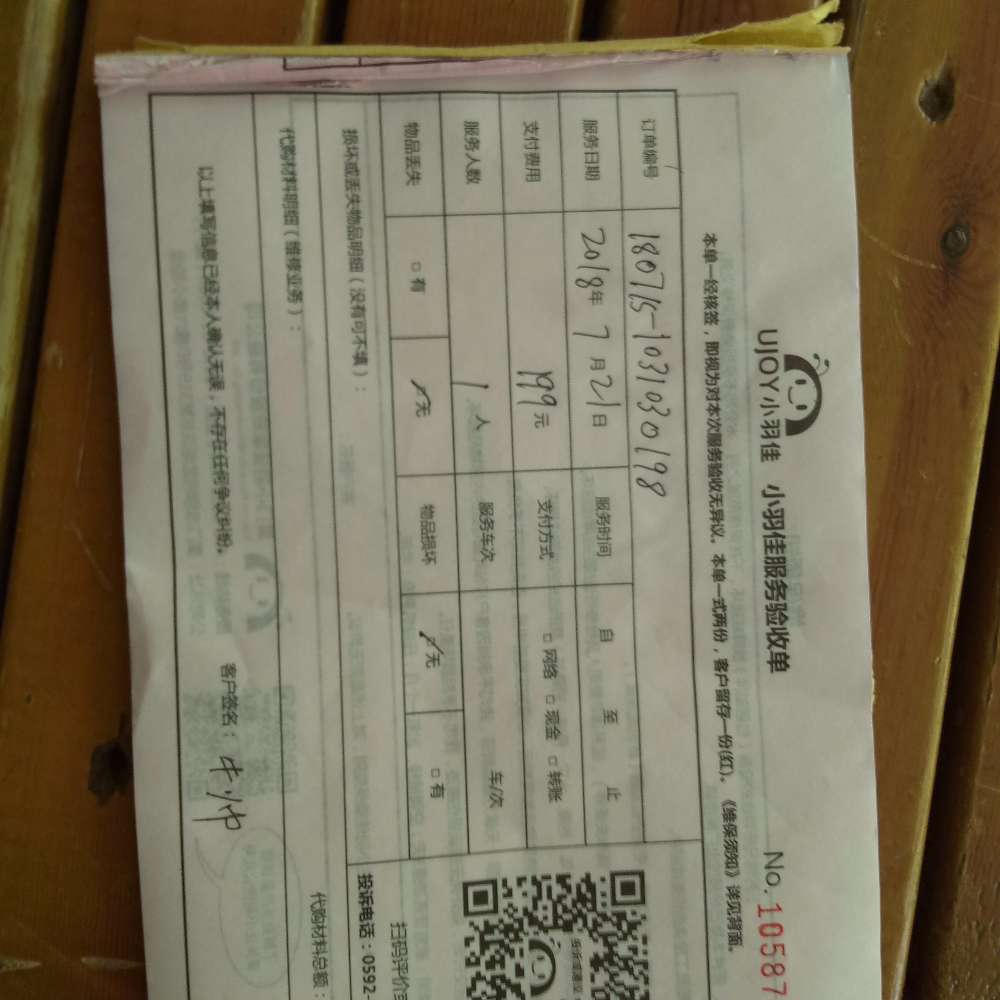 UJOY小羽佳 小羽佳服务验收单 No.10587
本单一经核签，即视为对本次服务验收无异议。本单一式两份，客户留存一份(红)。《维保须知》详见背面。
订单编号 180715-1031030198
服务日期 2018年7月21日 服务时间 自 至 止
支付费用 199元 支付方式 □网络 □现金 □转账
服务人数 1人 服务车次 车/次
物品丢失 □有 ☑无 物品损坏 ☑无 □有
损坏或丢失物品明细（没有可不填）：
扫码评价
投诉电话：0592-
代购材料明细（维修业务）：
代购材料总额：
以上填写信息已经本人确认无误，不存在任何争议纠纷。 客户签名：